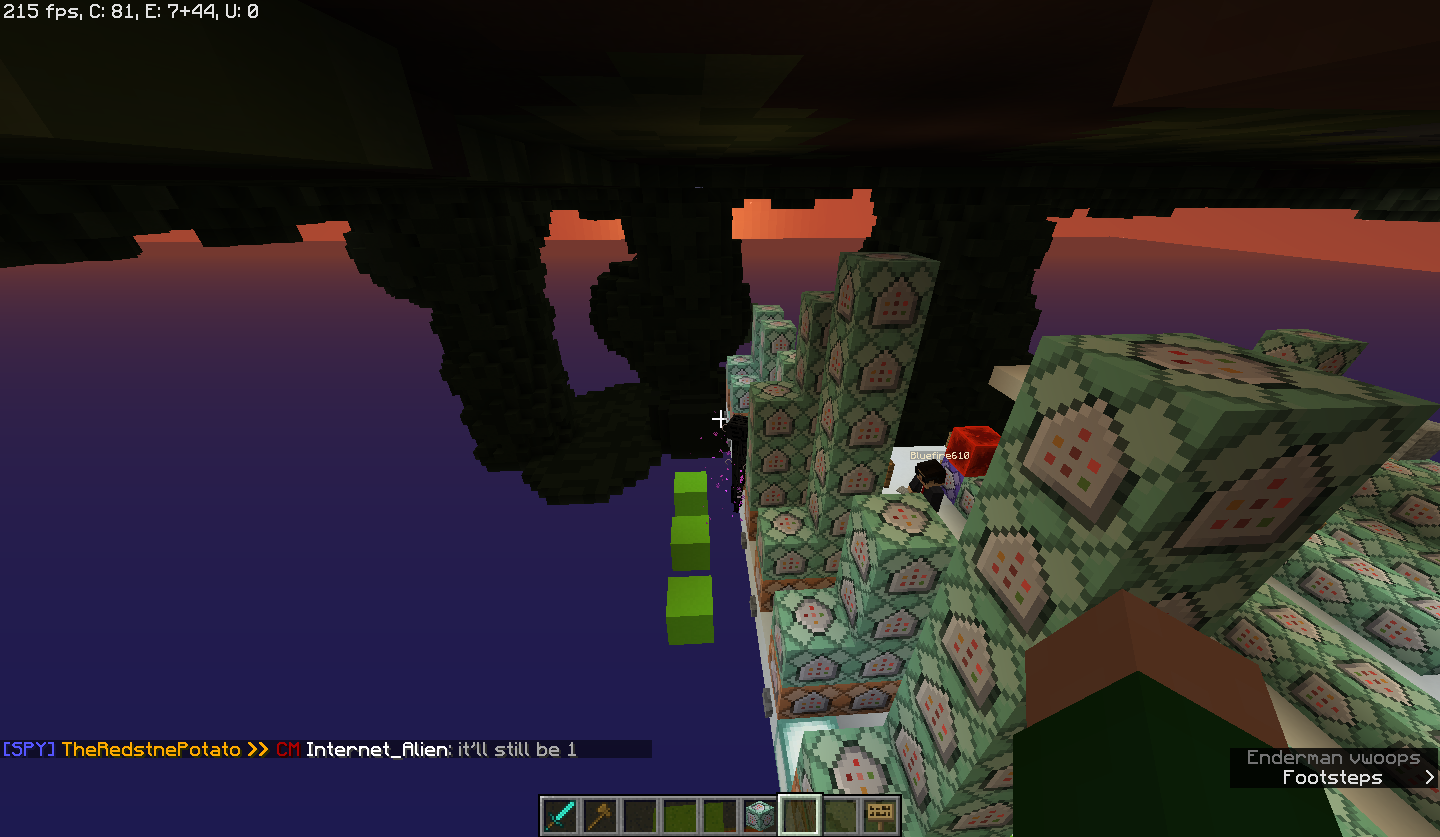 215 fps, C: 81, E: 7+44, U: 0
Bluefire610
[SPY] TheRedstnePotato >> CM Internet_Alien: it'll still be 1
Enderman vwoops
Footsteps >